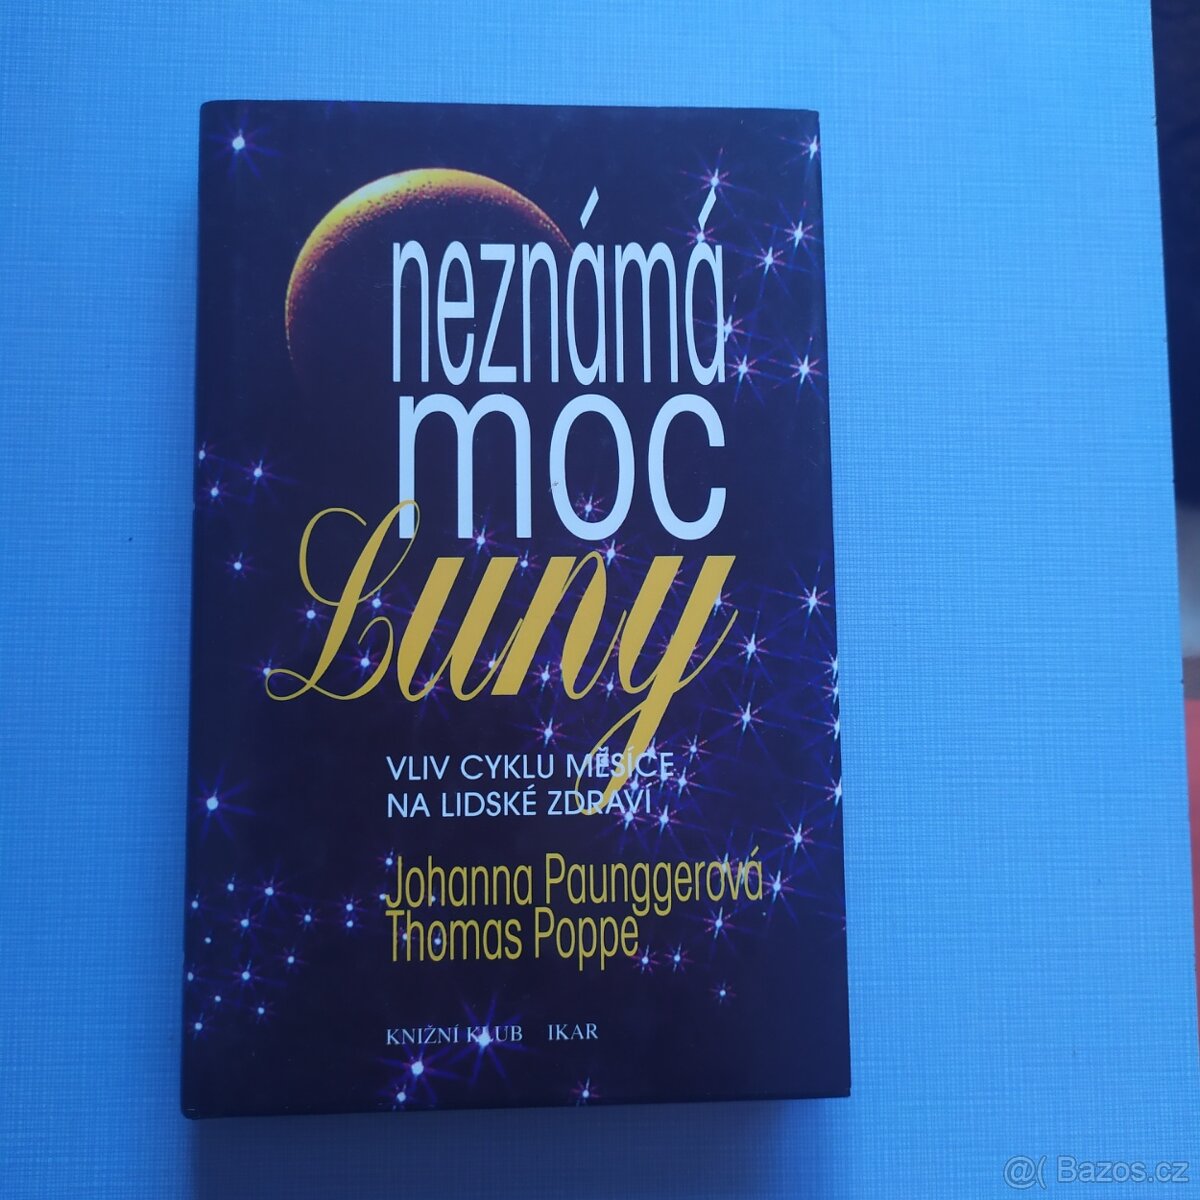 neznámá
moc
Luny
VLIV CYKLU MĚSÍCE
NA LIDSKÉ ZDRAVÍ
Johanna Paunggerová
Thomas Poppe
KNIŽNÍ KLUB IKAR
@( Bazos.cz